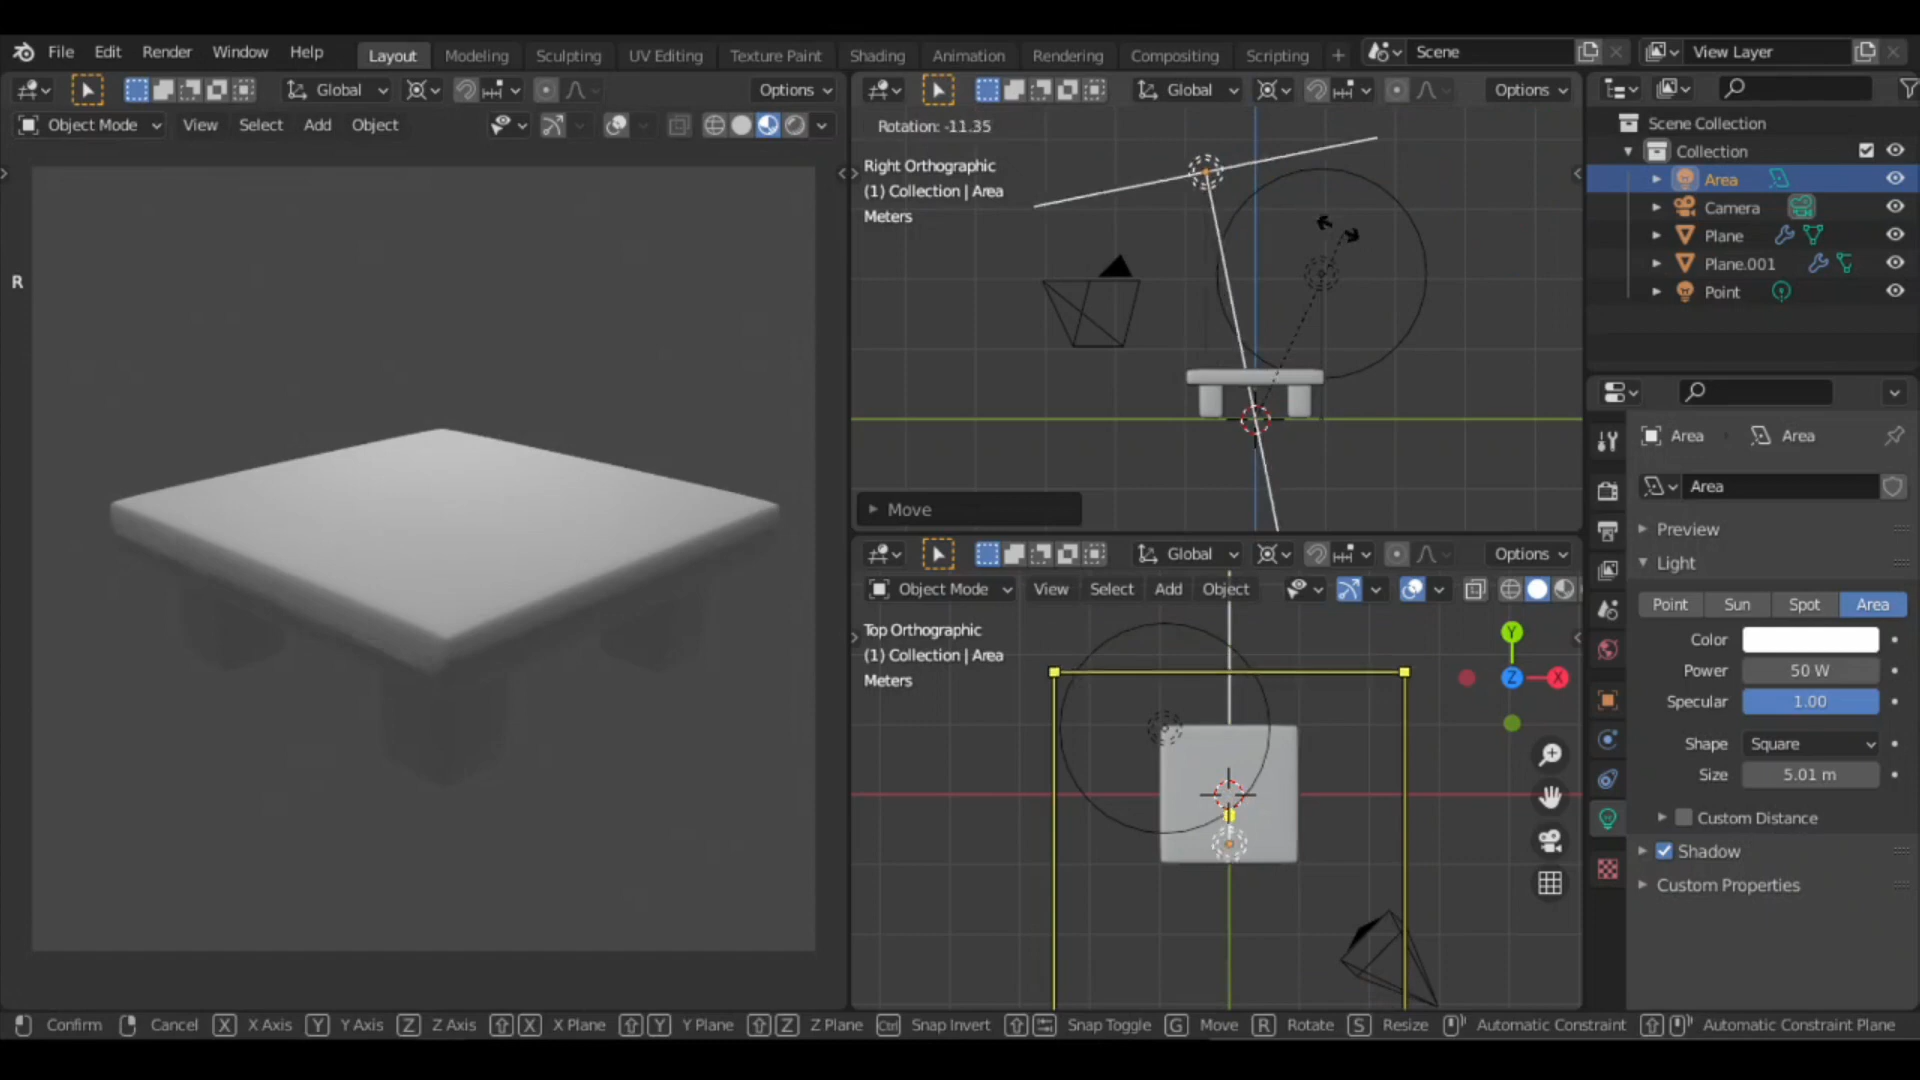 File Edit Render Window Help Layout Modeling Sculpting UV Editing Texture Paint Shading Animation Rendering Compositing Scripting + Scene View Layer
Global Options
Object Mode View Select Add Object
R
Global Options
Rotation: -11.35
Right Orthographic
(1) Collection | Area
Meters
Move
Global Options
Object Mode View Select Add Object
Top Orthographic
(1) Collection | Area
Meters
Y
Z X
Scene Collection
Collection
Area
Camera
Plane
Plane.001
Point
Area Area
Area
Preview
Light
Point Sun Spot Area
Color
Power 50 W
Specular 1.00
Shape Square
Size 5.01 m
Custom Distance
Shadow
Custom Properties
Confirm Cancel X X Axis Y Y Axis Z Z Axis X X Plane Y Y Plane Z Z Plane Ctrl Snap Invert Snap Toggle G Move R Rotate S Resize Automatic Constraint Automatic Constraint Plane